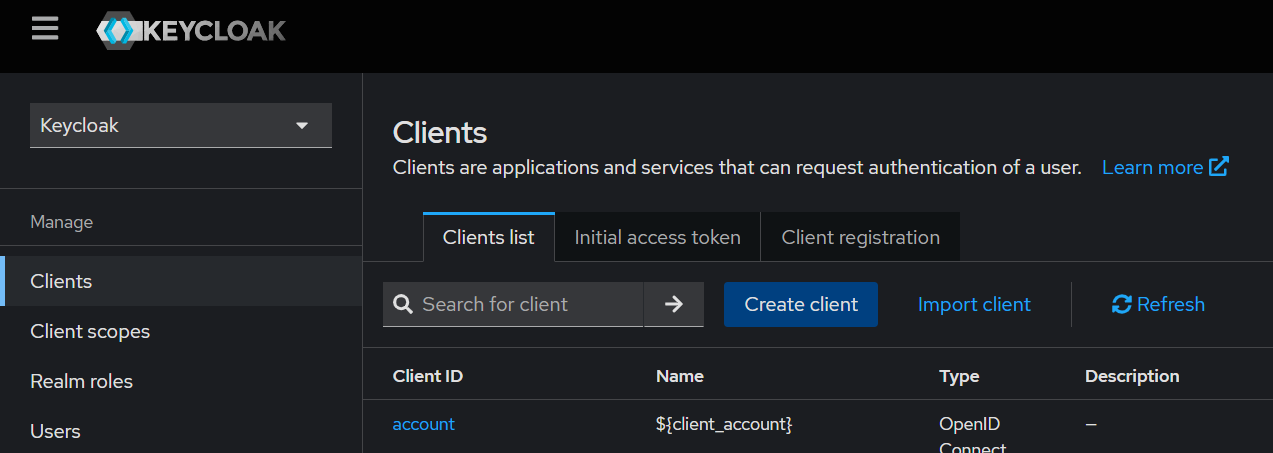 KEYCLOAK
Keycloak
Manage
Clients
Client scopes
Realm roles
Users
Clients
Clients are applications and services that can request authentication of a user. Learn more
Clients list Initial access token Client registration
Search for client Create client Import client Refresh
Client ID Name Type Description
account ${client_account} OpenID –
Connect